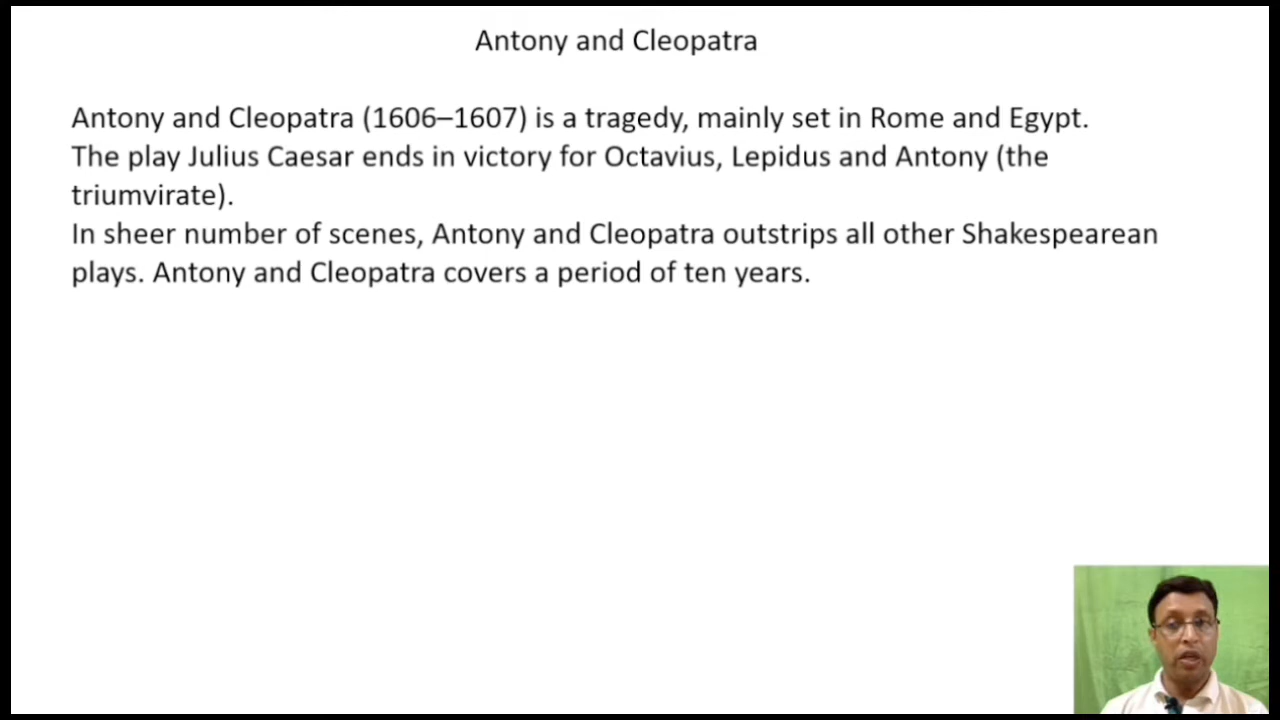 Antony and Cleopatra
Antony and Cleopatra (1606–1607) is a tragedy, mainly set in Rome and Egypt.
The play Julius Caesar ends in victory for Octavius, Lepidus and Antony (the
triumvirate).
In sheer number of scenes, Antony and Cleopatra outstrips all other Shakespearean
plays. Antony and Cleopatra covers a period of ten years.